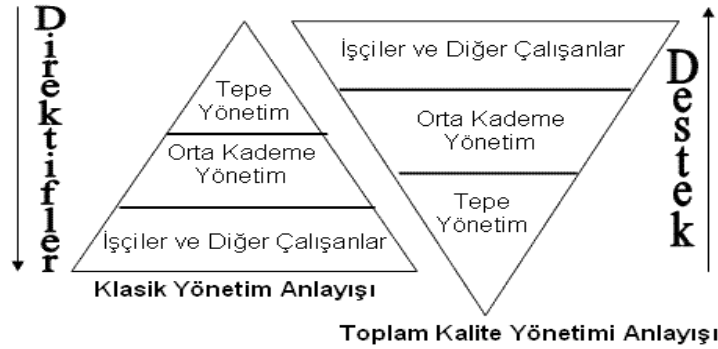 Direktifler
Tepe
Yönetim
Orta Kademe
Yönetim
İşçiler ve Diğer Çalışanlar
Klasik Yönetim Anlayışı
İşçiler ve Diğer Çalışanlar
Orta Kademe
Yönetim
Tepe
Yönetim
Destek
Toplam Kalite Yönetimi Anlayışı